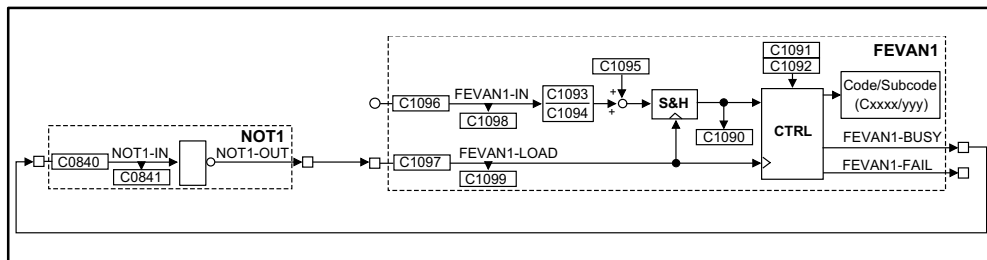 FEVAN1
C1091
C1092
C1095
Code/Subcode
(Cxxxx/yyy)
C1096
FEVAN1-IN
C1098
C1093
C1094
+
+
S&H
C1090
CTRL
NOT1
C0840
NOT1-IN
C0841
NOT1-OUT
C1097
FEVAN1-LOAD
C1099
FEVAN1-BUSY
FEVAN1-FAIL